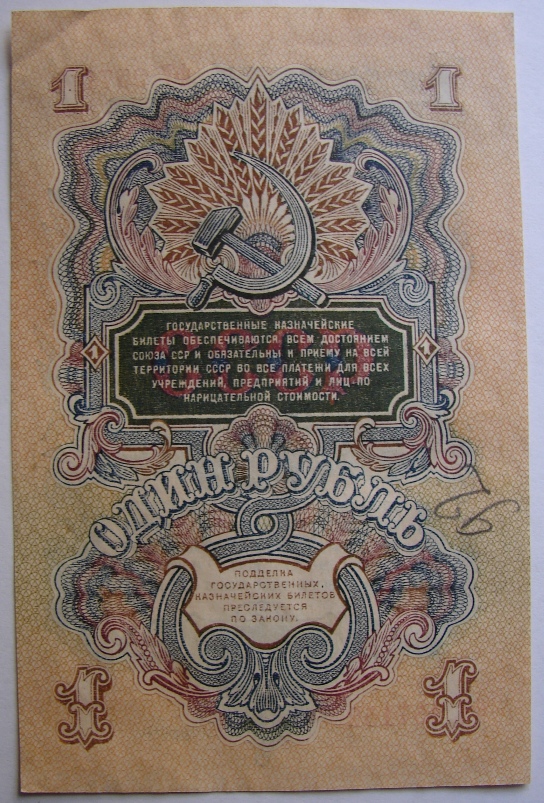 1 1
ГОСУДАРСТВЕННЫЕ КАЗНАЧЕЙСКИЕ
БИЛЕТЫ ОБЕСПЕЧИВАЮТСЯ ВСЕМ ДОСТОЯНИЕМ
СОЮЗА ССР И ОБЯЗАТЕЛЬНЫ К ПРИЕМУ НА ВСЕЙ
ТЕРРИТОРИИ СССР ВО ВСЕ ПЛАТЕЖИ ДЛЯ ВСЕХ
УЧРЕЖДЕНИЙ, ПРЕДПРИЯТИЙ И ЛИЦ ПО
НАРИЦАТЕЛЬНОЙ СТОИМОСТИ.
1 1
ОДИН РУБЛЬ
ПОДДЕЛКА
ГОСУДАРСТВЕННЫХ
КАЗНАЧЕЙСКИХ БИЛЕТОВ
ПРЕСЛЕДУЕТСЯ
ПО ЗАКОНУ.
1 1